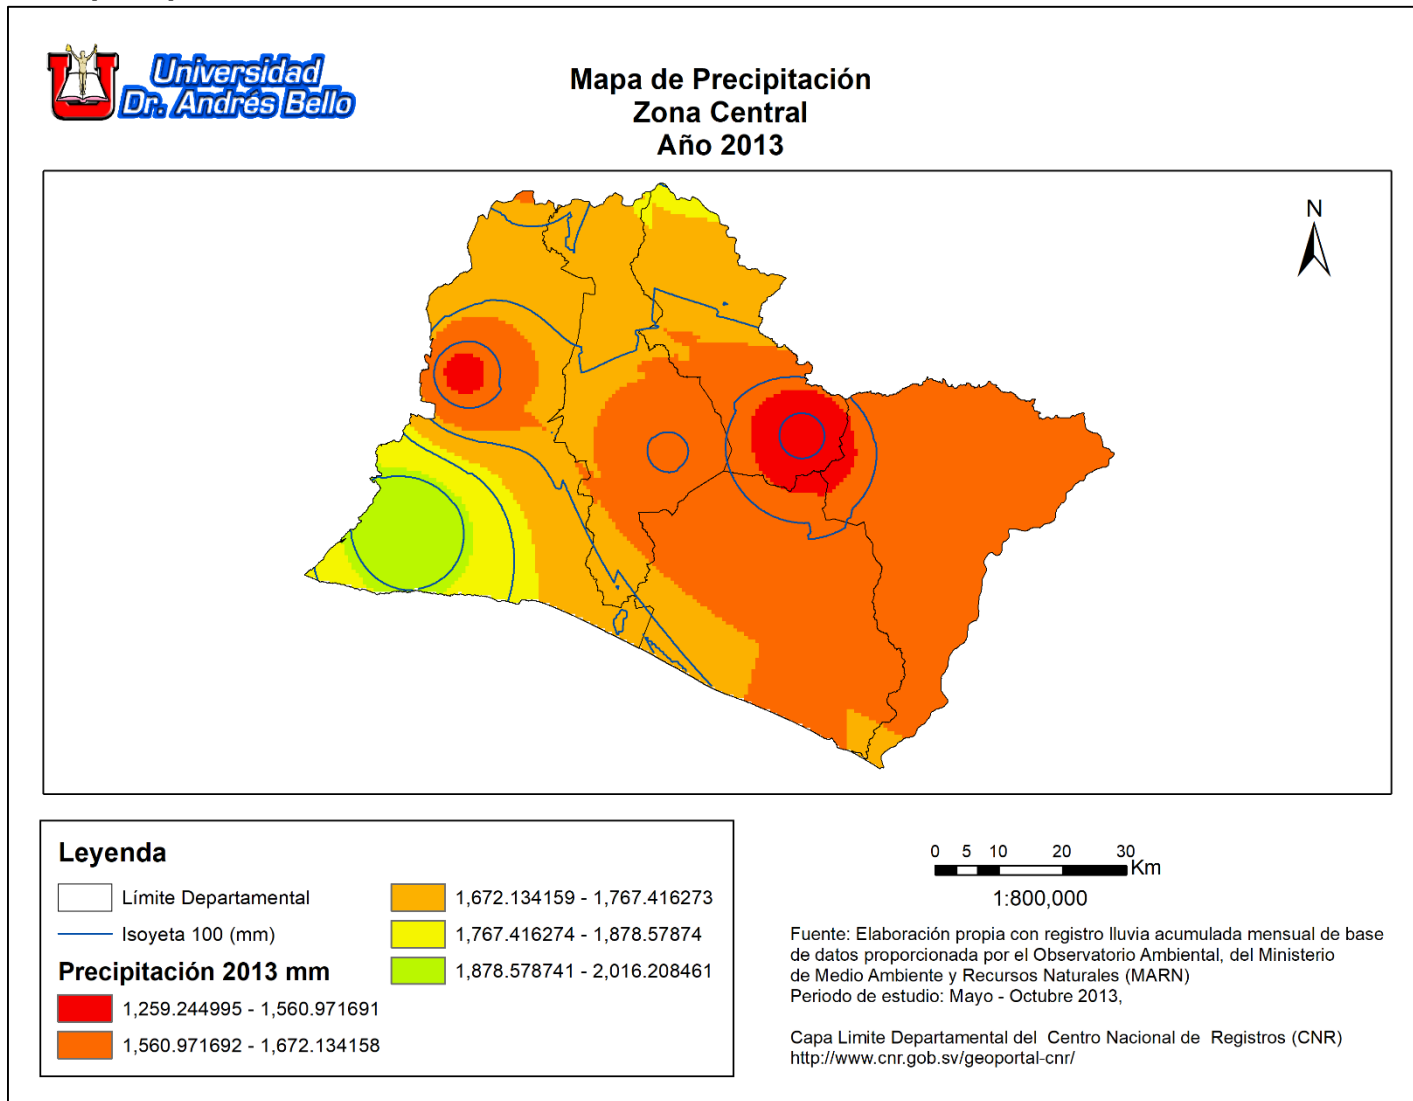 Universidad
Dr. Andrés Bello
Mapa de Precipitación
Zona Central
Año 2013
N
Leyenda
Límite Departamental
Isoyeta 100 (mm)
Precipitación 2013 mm
1,259.244995 - 1,560.971691
1,560.971692 - 1,672.134158
1,672.134159 - 1,767.416273
1,767.416274 - 1,878.57874
1,878.578741 - 2,016.208461
0 5 10 20 30
Km
1:800,000
Fuente: Elaboración propia con registro lluvia acumulada mensual de base
de datos proporcionada por el Observatorio Ambiental, del Ministerio
de Medio Ambiente y Recursos Naturales (MARN)
Periodo de estudio: Mayo - Octubre 2013,
Capa Limite Departamental del Centro Nacional de Registros (CNR)
http://www.cnr.gob.sv/geoportal-cnr/